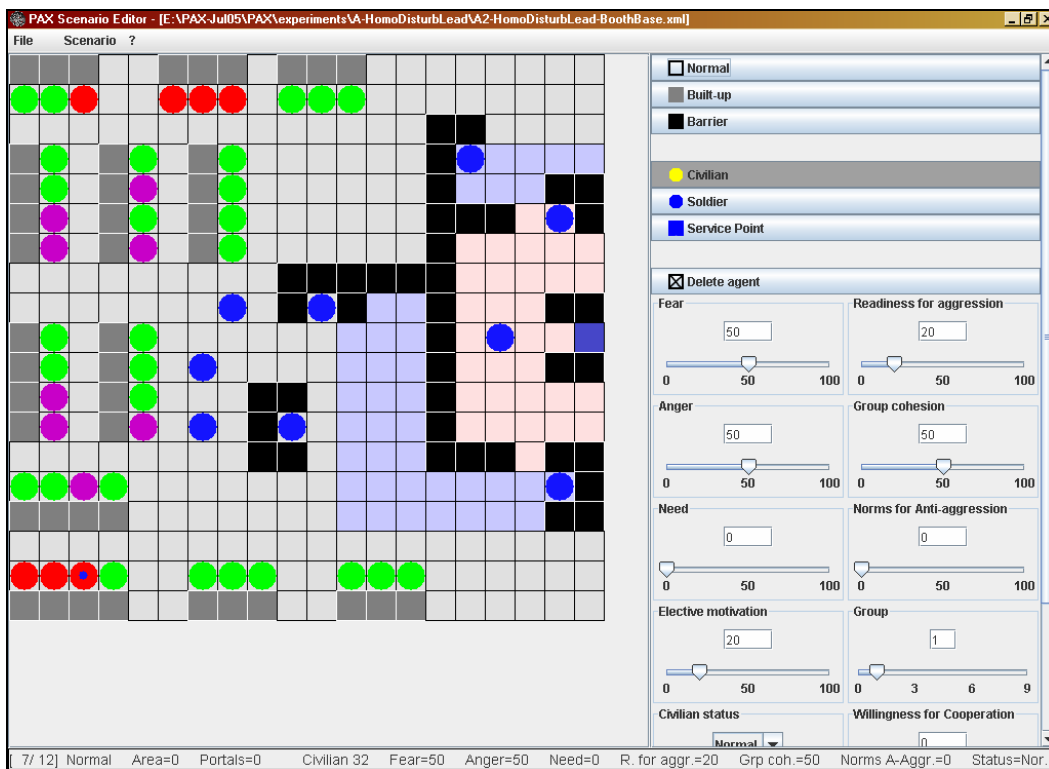 PAX Scenario Editor - [E:\PAX-Jul05\PAX\experiments\A-HomoDisturbLead\A2-HomoDisturbLead-BoothBase.xml]
File Scenario ?
Normal
Built-up
Barrier
Civilian
Soldier
Service Point
Delete agent
Fear Readiness for aggression
50 20
0 50 100 0 50 100
Anger Group cohesion
50 50
0 50 100 0 50 100
Need Norms for Anti-aggression
0 0
0 50 100 0 50 100
Elective motivation Group
20 1
0 50 100 0 3 6 9
Civilian status Willingness for Cooperation
Normal 0
[ 7/ 12] Normal Area=0 Portals=0 Civilian 32 Fear=50 Anger=50 Need=0 R. for aggr.=20 Grp coh.=50 Norms A-Aggr.=0 Status=Nor.